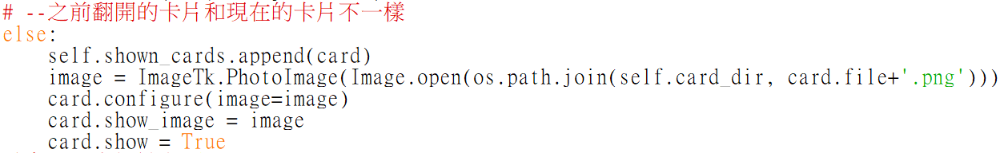 # --之前翻開的卡片和現在的卡片不一樣
else:
    self.shown_cards.append(card)
    image = ImageTk.PhotoImage(Image.open(os.path.join(self.card_dir, card.file+'.png')))
    card.configure(image=image)
    card.show_image = image
    card.show = True